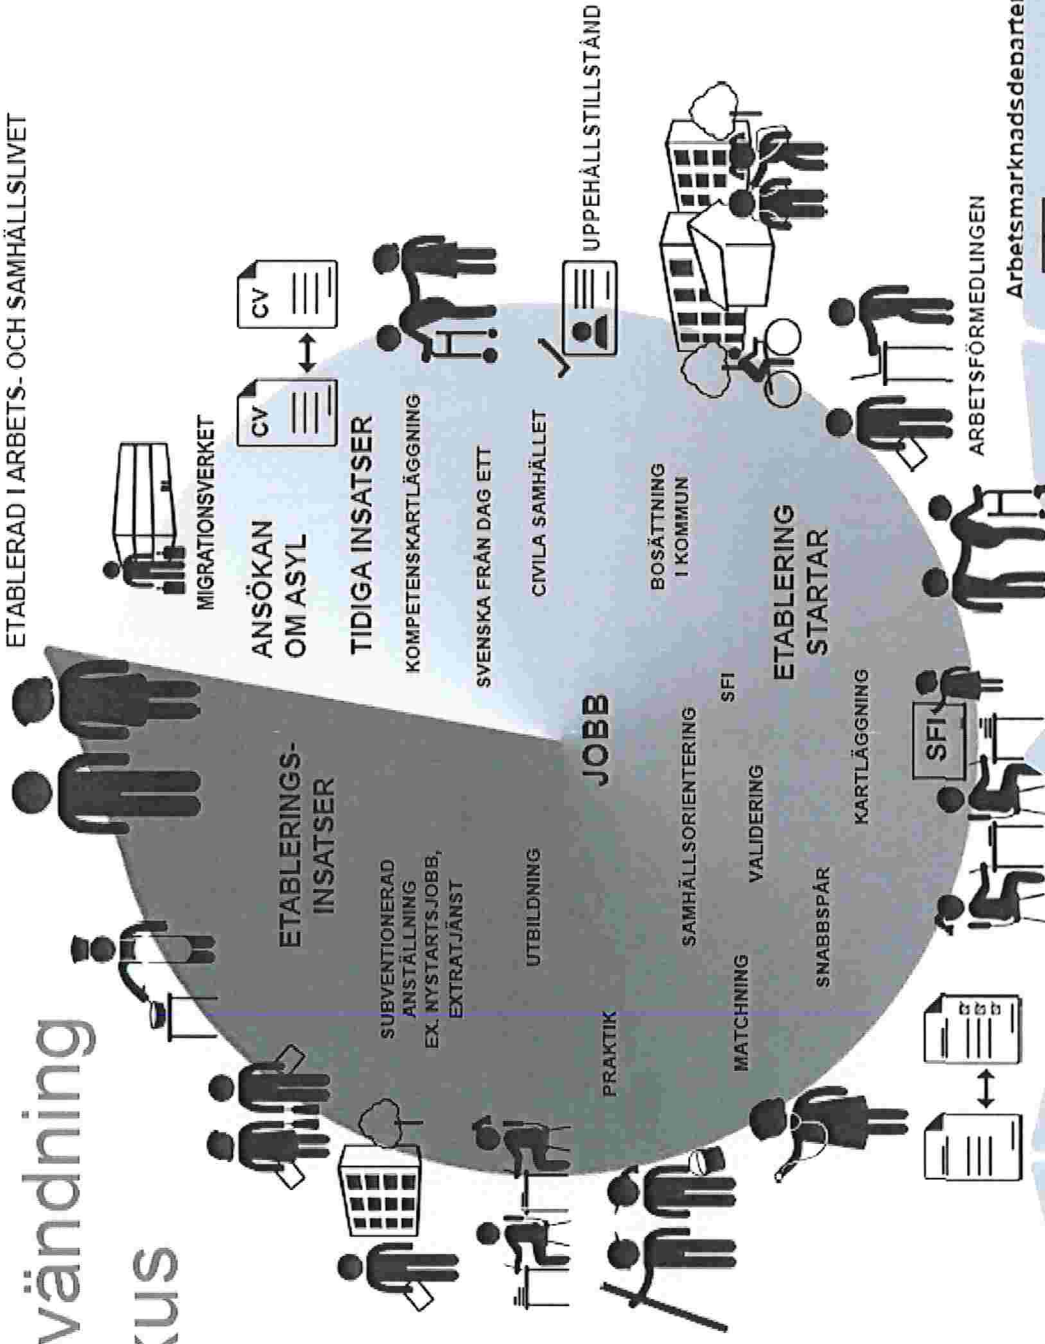 vändning
kus
ETABLERAD I ARBETS- OCH SAMHÄLLSLIVET
MIGRATIONSVERKET
ANSÖKAN
OM ASYL
CV
CV
TIDIGA INSATSER
KOMPETENSKARTLÄGGNING
SVENSKA FRÅN DAG ETT
CIVILA SAMHÄLLET
UPPEHÅLLSTILLSTÅND
BOSÄTTNING
I KOMMUN
ETABLERING
STARTAR
ARBETSFÖRMEDLINGEN
JOBB
SFI
SAMHÄLLSORIENTERING
VALIDERING
KARTLÄGGNING
SFI
SNABBSPÅR
MATCHNING
PRAKTIK
UTBILDNING
SUBVENTIONERAD
ANSTÄLLNING
EX. NYSTARTSJOBB,
EXTRATJÄNST
ETABLERINGS-
INSATSER
Arbetsmarknadsdeparte